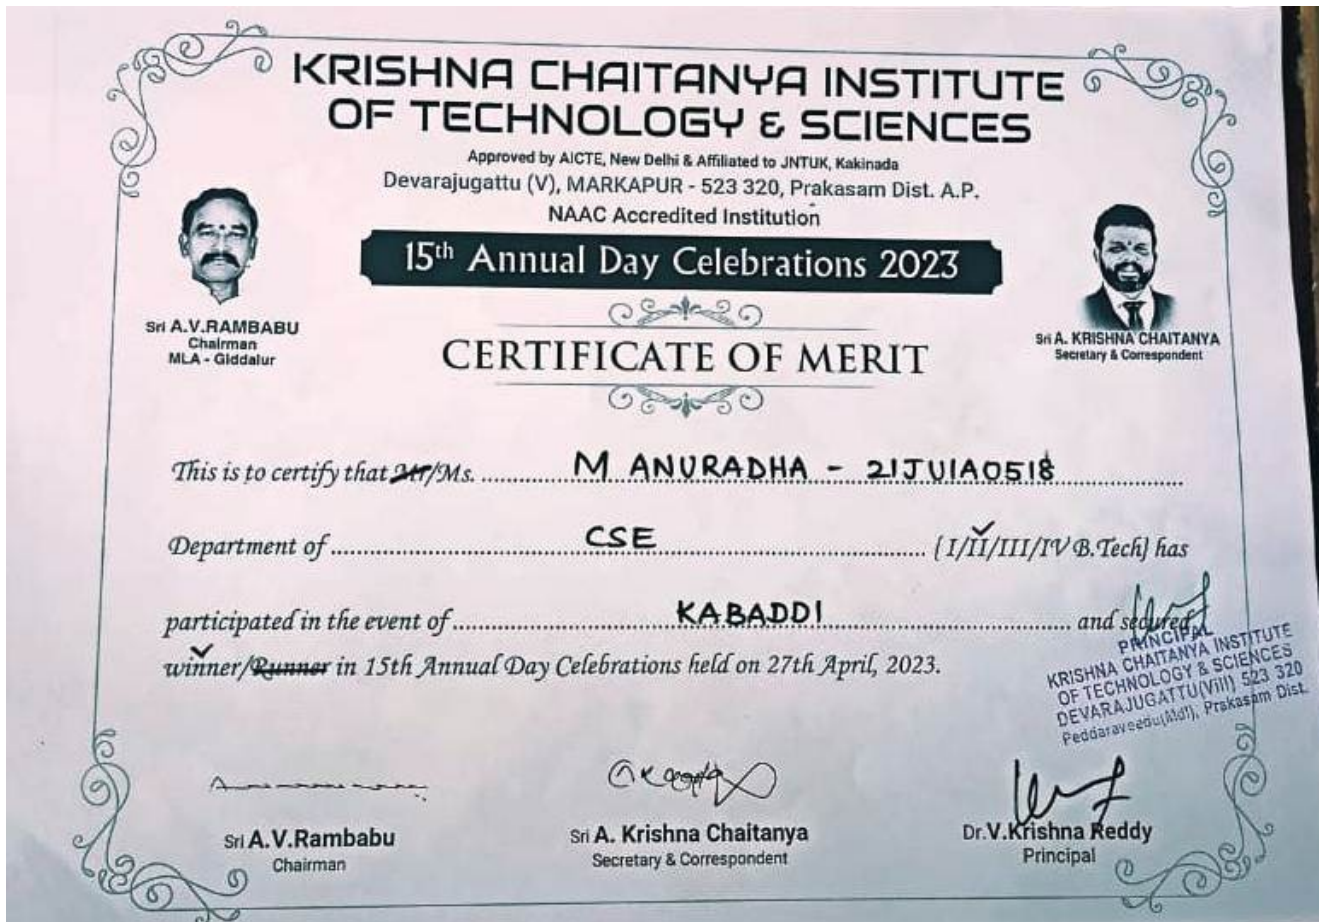 KRISHNA CHAITANYA INSTITUTE
OF TECHNOLOGY & SCIENCES
Approved by AICTE, New Delhi & Affiliated to JNTUK, Kakinada
Devarajugattu (V), MARKAPUR - 523 320, Prakasam Dist. A.P.
NAAC Accredited Institution
15th Annual Day Celebrations 2023
Sri A.V.RAMBABU
Chairman
MLA - Giddalur
Sri A. KRISHNA CHAITANYA
Secretary & Correspondent
CERTIFICATE OF MERIT
This is to certify that Mr/Ms. M ANURADHA - 21JU1A0518
Department of CSE [I/II/III/IV B.Tech] has
participated in the event of KABADDI and secured
winner/Runner in 15th Annual Day Celebrations held on 27th April, 2023.
PRINCIPAL
KRISHNA CHAITANYA INSTITUTE
OF TECHNOLOGY & SCIENCES
DEVARAJUGATTU(Vill) 523 320
Peddaraveedu(Md), Prakasam Dist.
Sri A.V.Rambabu
Chairman
Sri A. Krishna Chaitanya
Secretary & Correspondent
Dr.V.Krishna Reddy
Principal